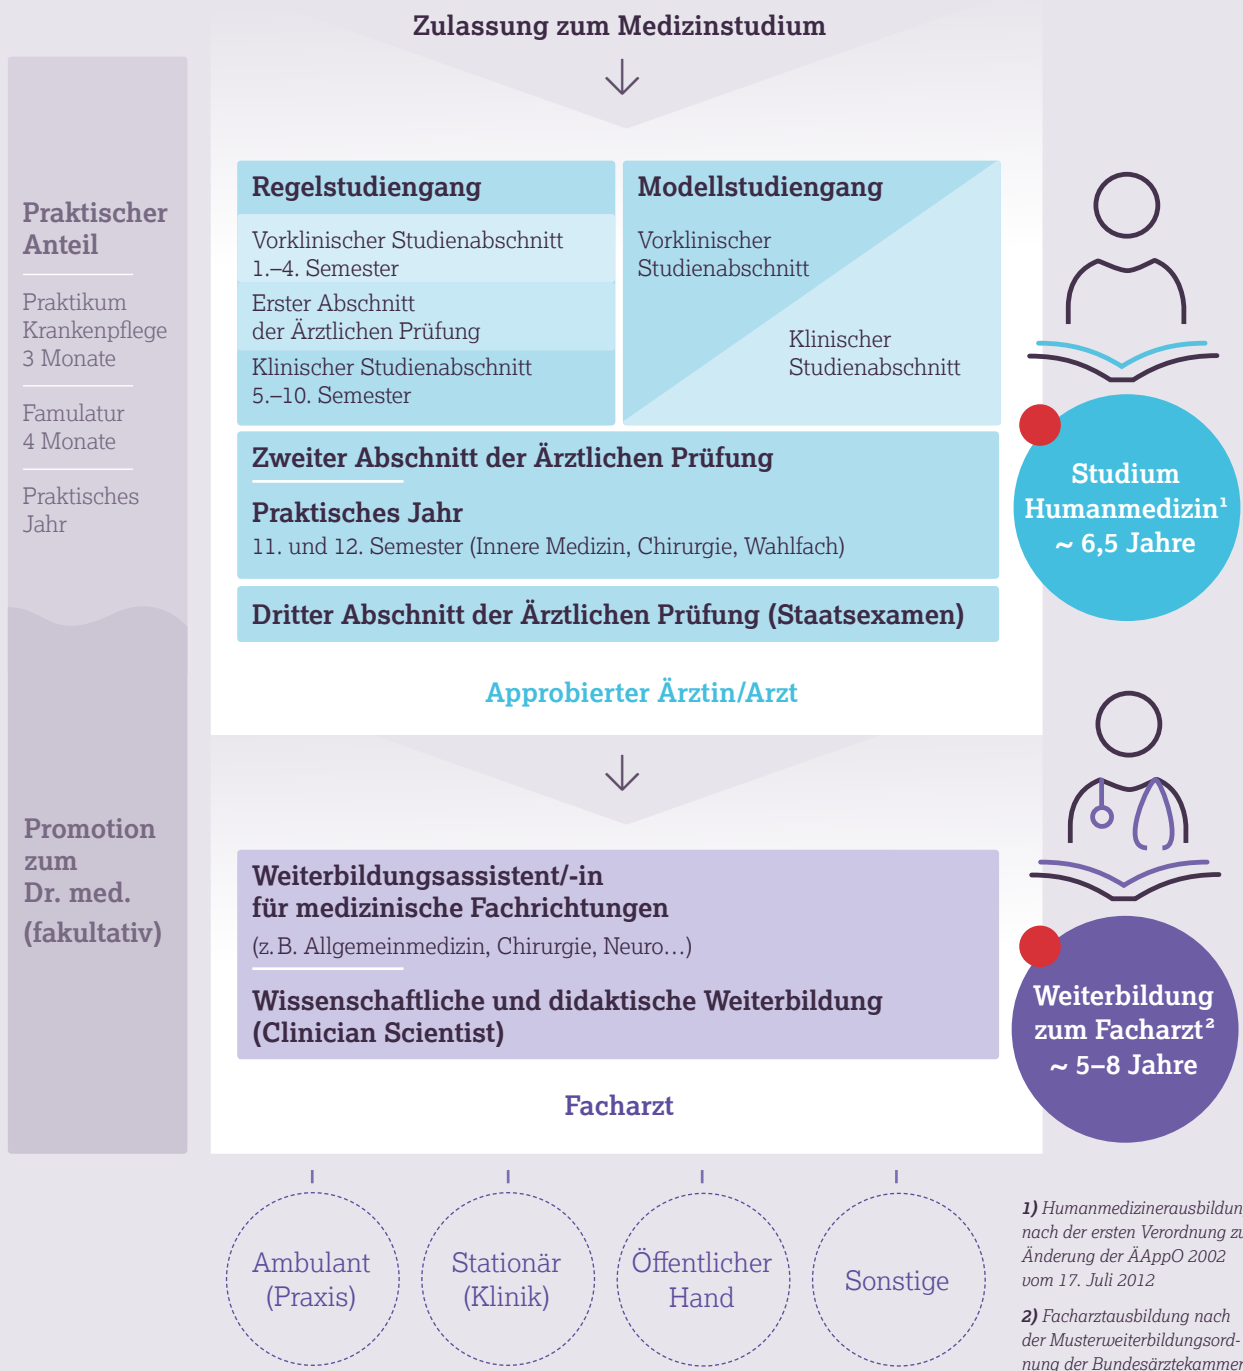 Zulassung zum Medizinstudium
Praktischer
Anteil
Praktikum
Krankenpflege
3 Monate
Famulatur
4 Monate
Praktisches
Jahr
Regelstudiengang
Vorklinischer Studienabschnitt
1.–4. Semester
Erster Abschnitt
der Ärztlichen Prüfung
Klinischer Studienabschnitt
5.–10. Semester
Modellstudiengang
Vorklinischer
Studienabschnitt
Klinischer
Studienabschnitt
Zweiter Abschnitt der Ärztlichen Prüfung
Praktisches Jahr
11. und 12. Semester (Innere Medizin, Chirurgie, Wahlfach)
Dritter Abschnitt der Ärztlichen Prüfung (Staatsexamen)
Studium
Humanmedizin¹
~ 6,5 Jahre
Approbierter Ärztin/Arzt
Promotion
zum
Dr. med.
(fakultativ)
Weiterbildungsassistent/-in
für medizinische Fachrichtungen
(z. B. Allgemeinmedizin, Chirurgie, Neuro…)
Wissenschaftliche und didaktische Weiterbildung
(Clinician Scientist)
Weiterbildung
zum Facharzt²
~ 5–8 Jahre
Facharzt
Ambulant
(Praxis)
Stationär
(Klinik)
Öffentlicher
Hand
Sonstige
1) Humanmedizinerausbildun
nach der ersten Verordnung zu
Änderung der ÄAppO 2002
vom 17. Juli 2012
2) Facharztausbildung nach
der Musterweiterbildungsord-
nung der Bundesärztekammer